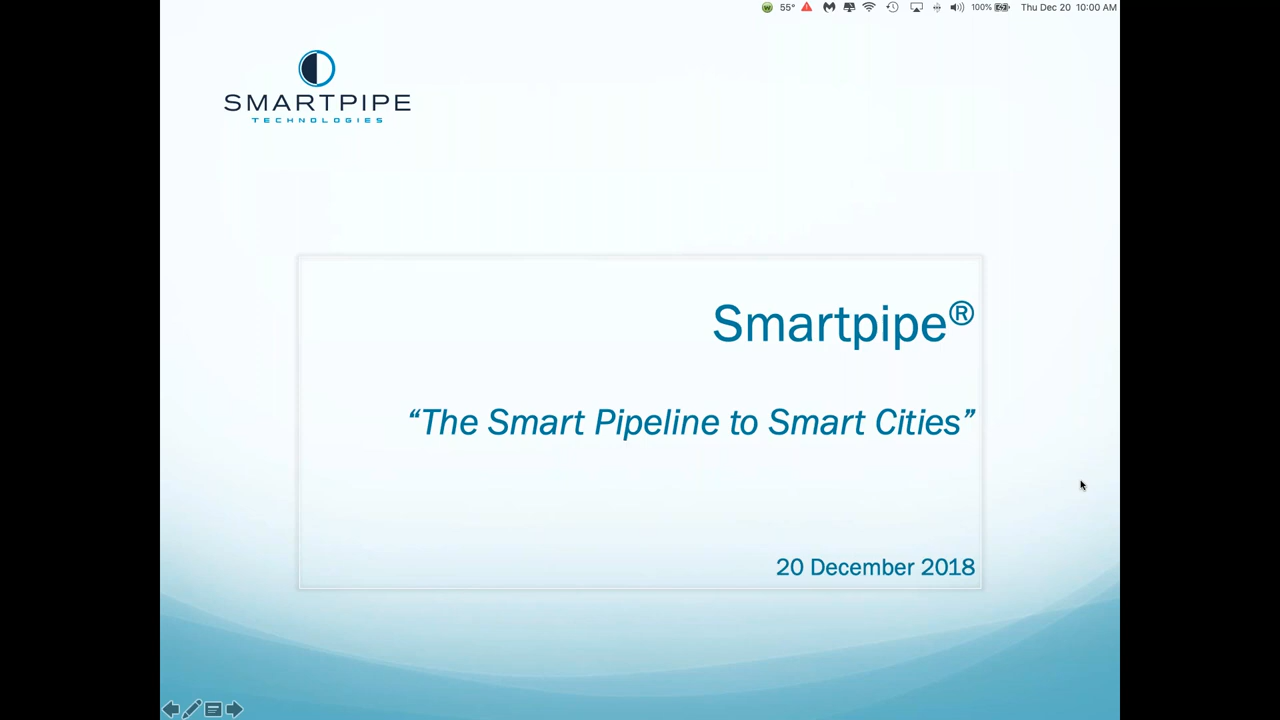 55° 100% Thu Dec 20 10:00 AM
SMARTPIPE
TECHNOLOGIES
Smartpipe®
“The Smart Pipeline to Smart Cities”
20 December 2018